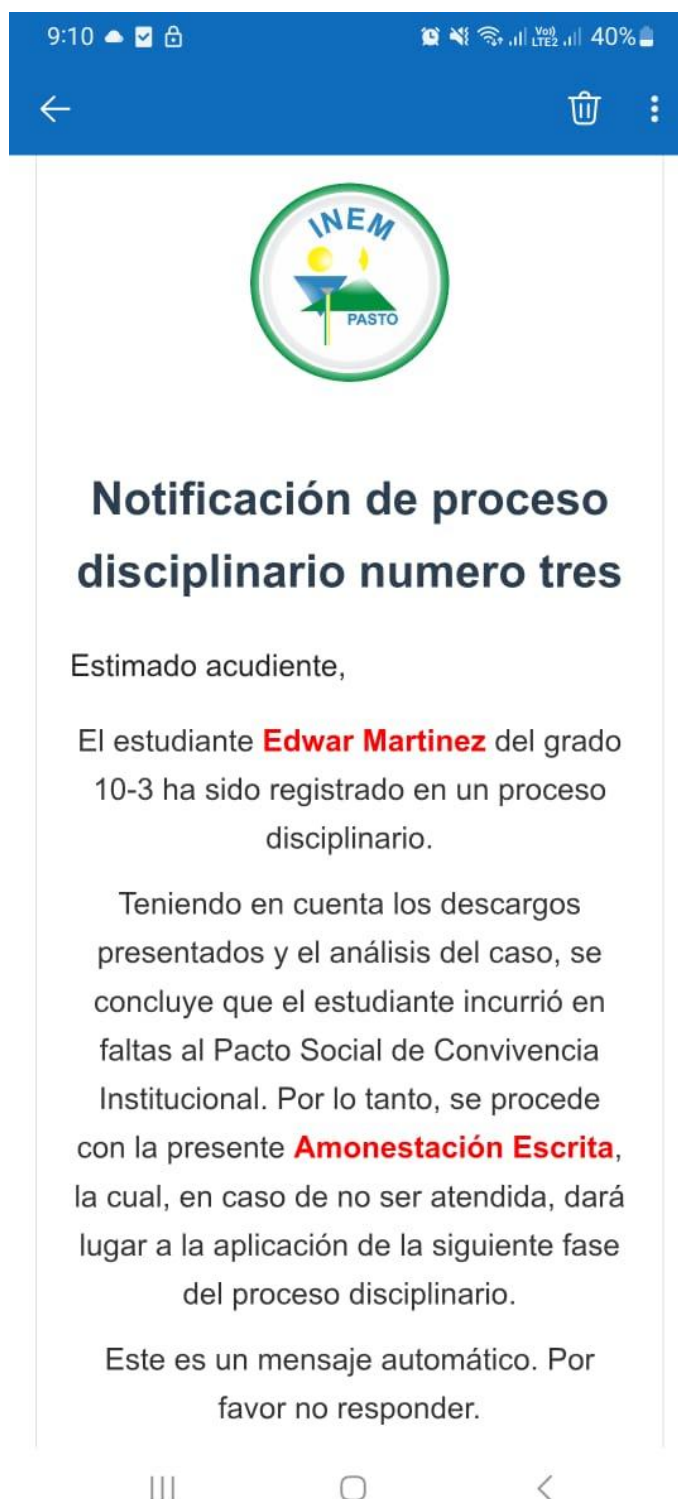 9:10
Vo)) LTE2 40%
INEM
PASTO
Notificación de proceso
disciplinario numero tres
Estimado acudiente,
El estudiante Edwar Martinez del grado
10-3 ha sido registrado en un proceso
disciplinario.
Teniendo en cuenta los descargos
presentados y el análisis del caso, se
concluye que el estudiante incurrió en
faltas al Pacto Social de Convivencia
Institucional. Por lo tanto, se procede
con la presente Amonestación Escrita,
la cual, en caso de no ser atendida, dará
lugar a la aplicación de la siguiente fase
del proceso disciplinario.
Este es un mensaje automático. Por
favor no responder.